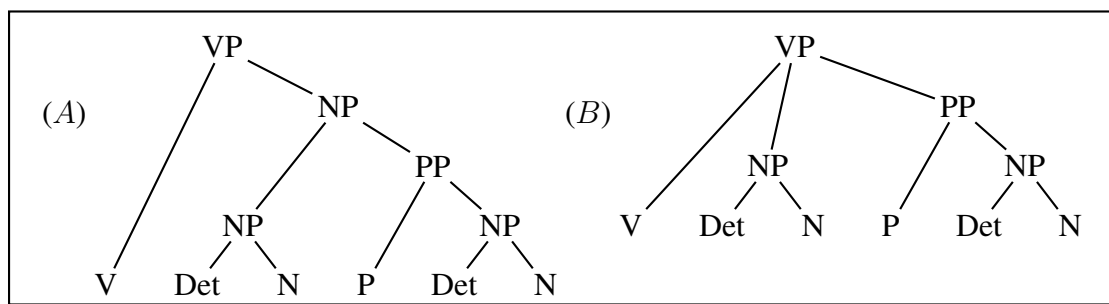 VP VP
(A) NP (B) PP
PP NP NP
NP NP V Det N P Det N
V Det N P Det N